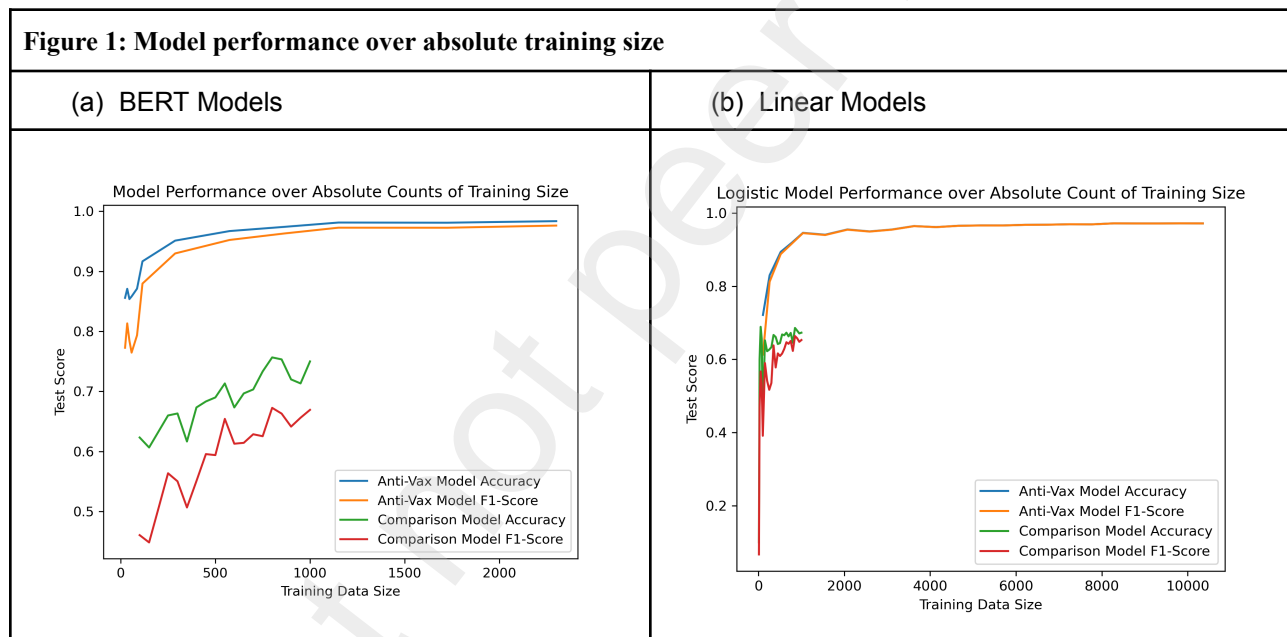 Figure 1: Model performance over absolute training size
(a) BERT Models
(b) Linear Models
Model Performance over Absolute Counts of Training Size
1.0
0.9
0.8
0.7
0.6
0.5
Test Score
0
500
1000
1500
2000
Training Data Size
Anti-Vax Model Accuracy
Anti-Vax Model F1-Score
Comparison Model Accuracy
Comparison Model F1-Score
Logistic Model Performance over Absolute Count of Training Size
1.0
0.8
0.6
0.4
0.2
Test Score
0
2000
4000
6000
8000
10000
Training Data Size
Anti-Vax Model Accuracy
Anti-Vax Model F1-Score
Comparison Model Accuracy
Comparison Model F1-Score
not peer